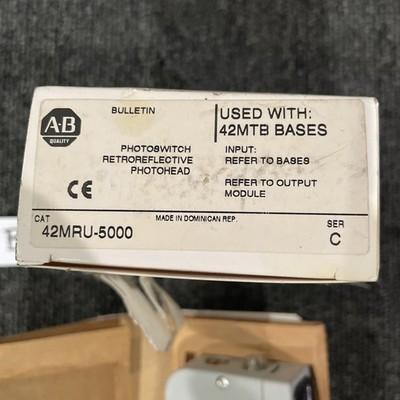 A-B
QUALITY
BULLETIN
PHOTOSWITCH
RETROREFLECTIVE
PHOTOHEAD
CE
USED WITH:
42MTB BASES
INPUT:
REFER TO BASES
REFER TO OUTPUT
MODULE
CAT
42MRU-5000
MADE IN DOMINICAN REP.
SER
C